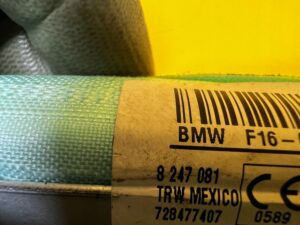 BMW F16-
8 247 081
TRW MEXICO
728477407
CE
0589